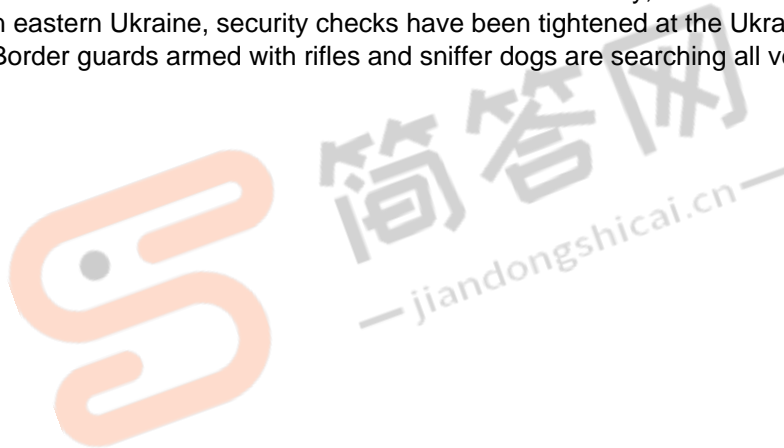 eastern Ukraine, security checks have been tightened at the
Border guards armed with rifles and sniffer dogs are searching all
简答网
jiandongshicai.cn